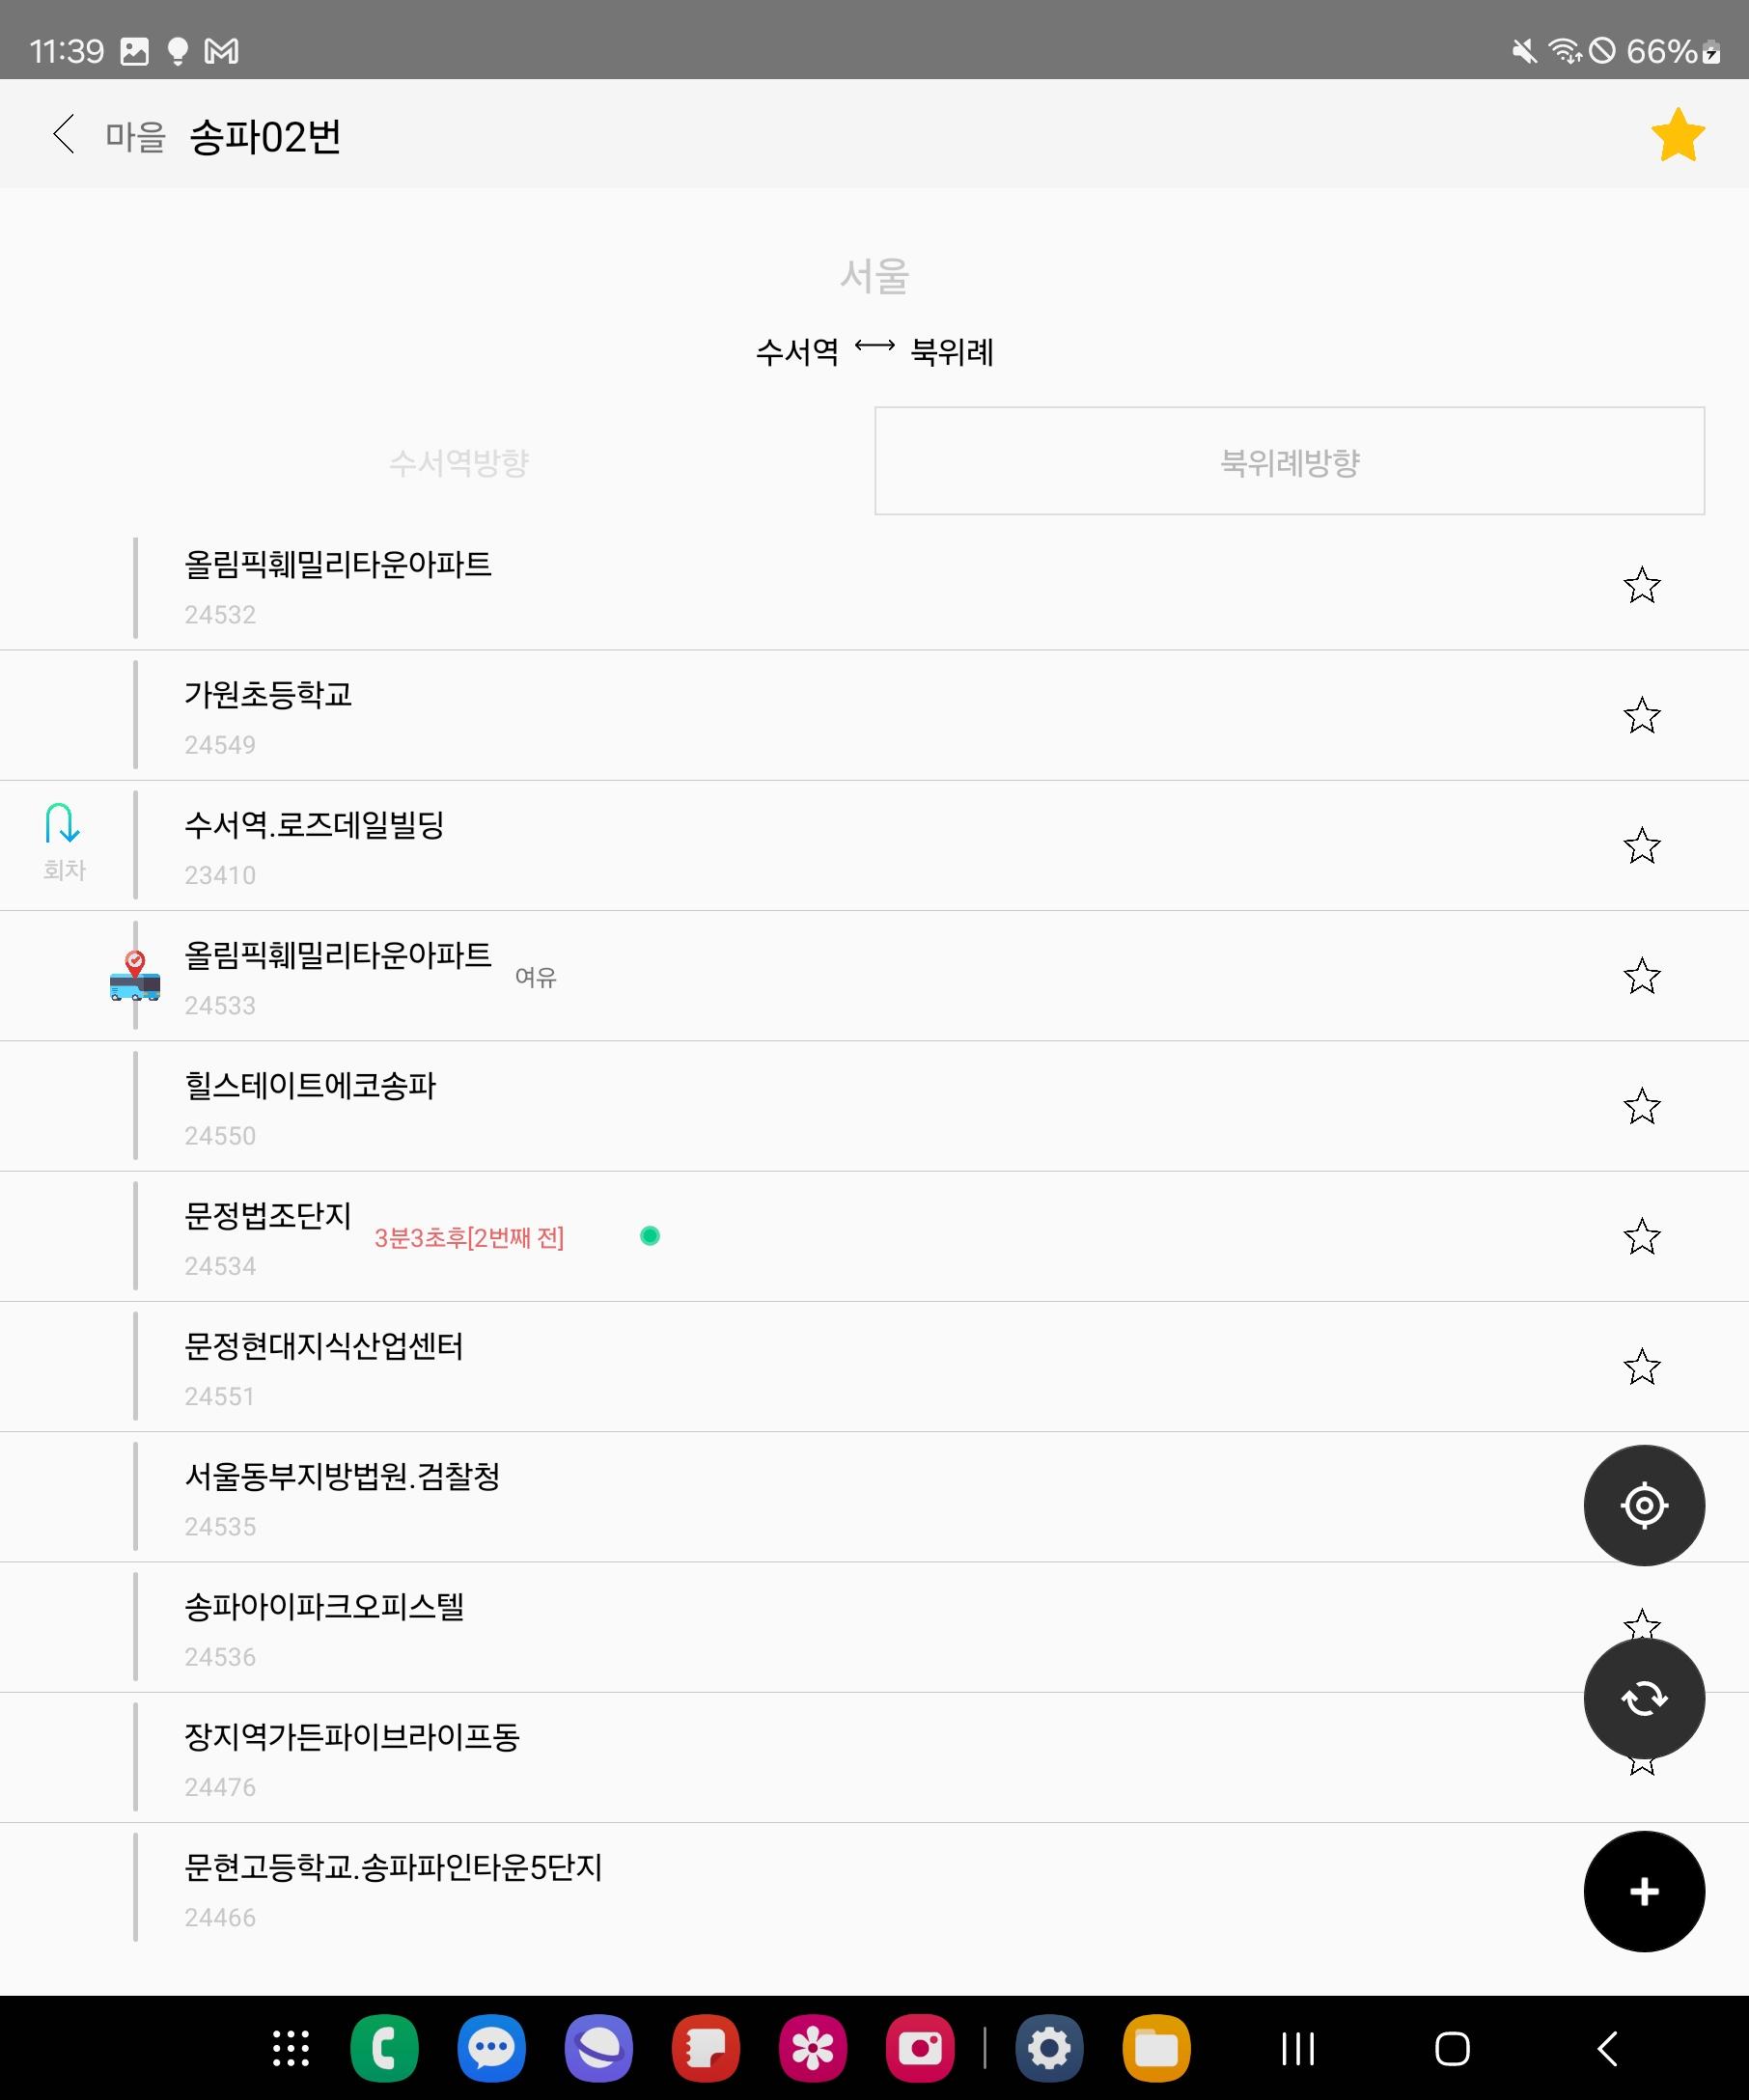 11:39 66%
마을 송파02번
서울
수서역 ⟷ 북위례
수서역방향 북위례방향
올림픽훼밀리타운아파트
24532
가원초등학교
24549
수서역.로즈데일빌딩
회차
23410
올림픽훼밀리타운아파트
여유
24533
힐스테이트에코송파
24550
문정법조단지
3분3초후[2번째 전]
24534
문정현대지식산업센터
24551
서울동부지방법원.검찰청
24535
송파아이파크오피스텔
24536
장지역가든파이브라이프동
24476
문현고등학교.송파파인타운5단지
24466